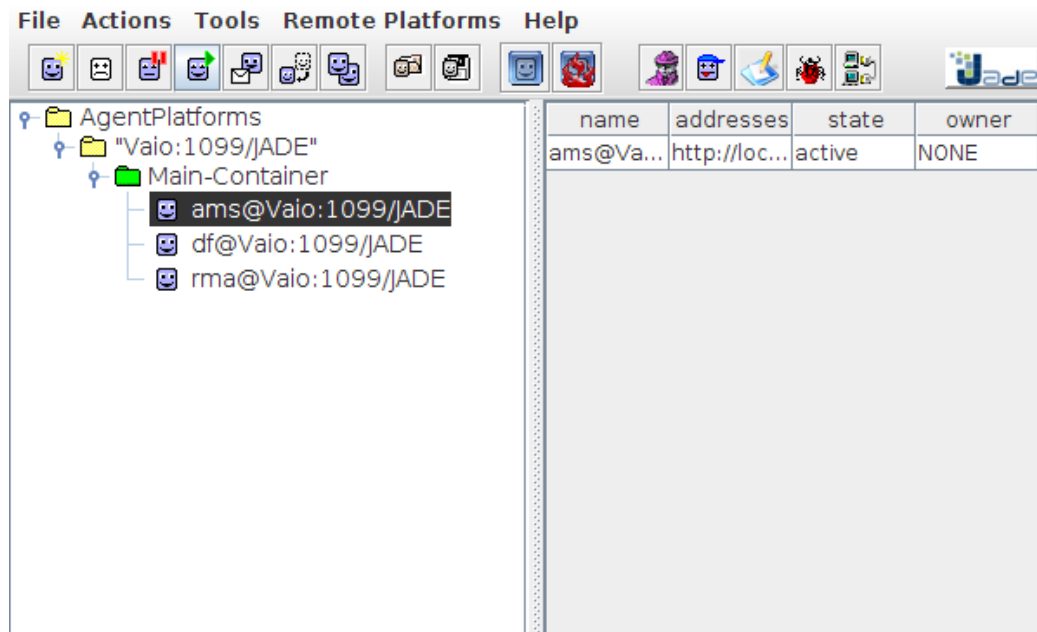 File Actions Tools Remote Platforms Help
Jade
AgentPlatforms
"Vaio:1099/JADE"
Main-Container
ams@Vaio:1099/JADE
df@Vaio:1099/JADE
rma@Vaio:1099/JADE
name addresses state owner
ams@Va... http://loc... active NONE